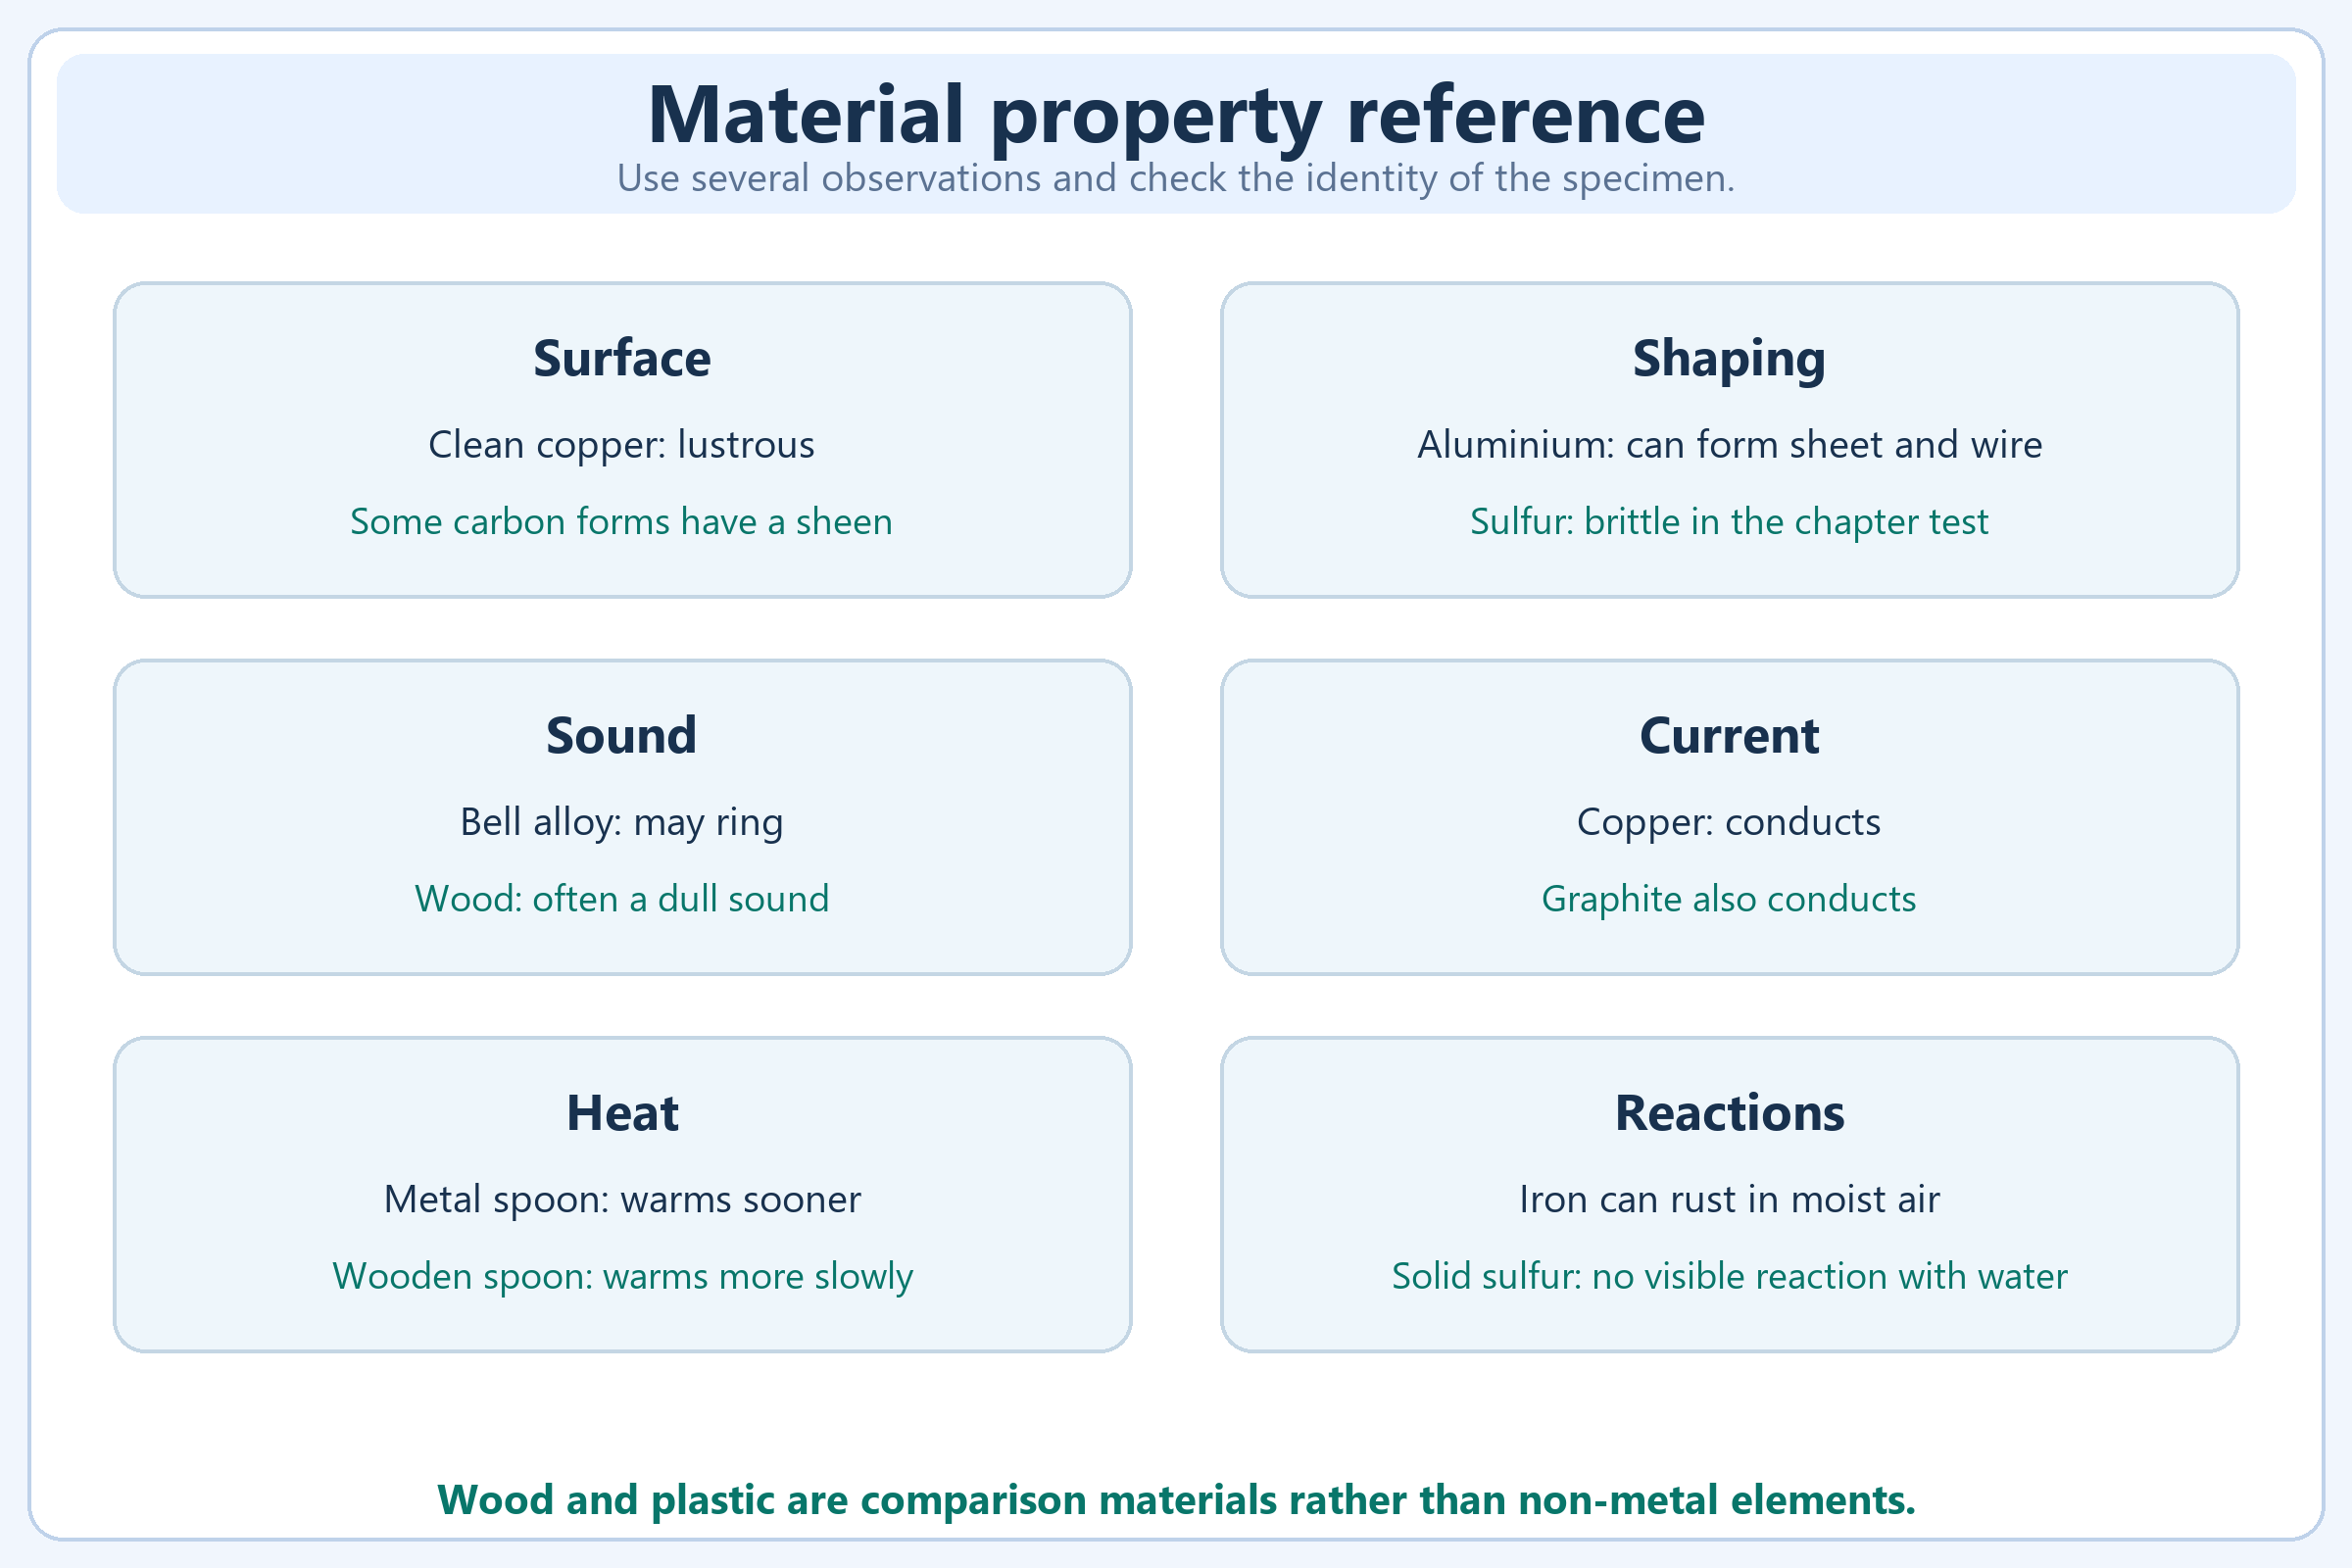 Material property reference
Use several observations and check the identity of the specimen.
Surface
Clean copper: lustrous
Some carbon forms have a sheen
Shaping
Aluminium: can form sheet and wire
Sulfur: brittle in the chapter test
Sound
Bell alloy: may ring
Wood: often a dull sound
Current
Copper: conducts
Graphite also conducts
Heat
Metal spoon: warms sooner
Wooden spoon: warms more slowly
Reactions
Iron can rust in moist air
Solid sulfur: no visible reaction with water
Wood and plastic are comparison materials rather than non-metal elements.